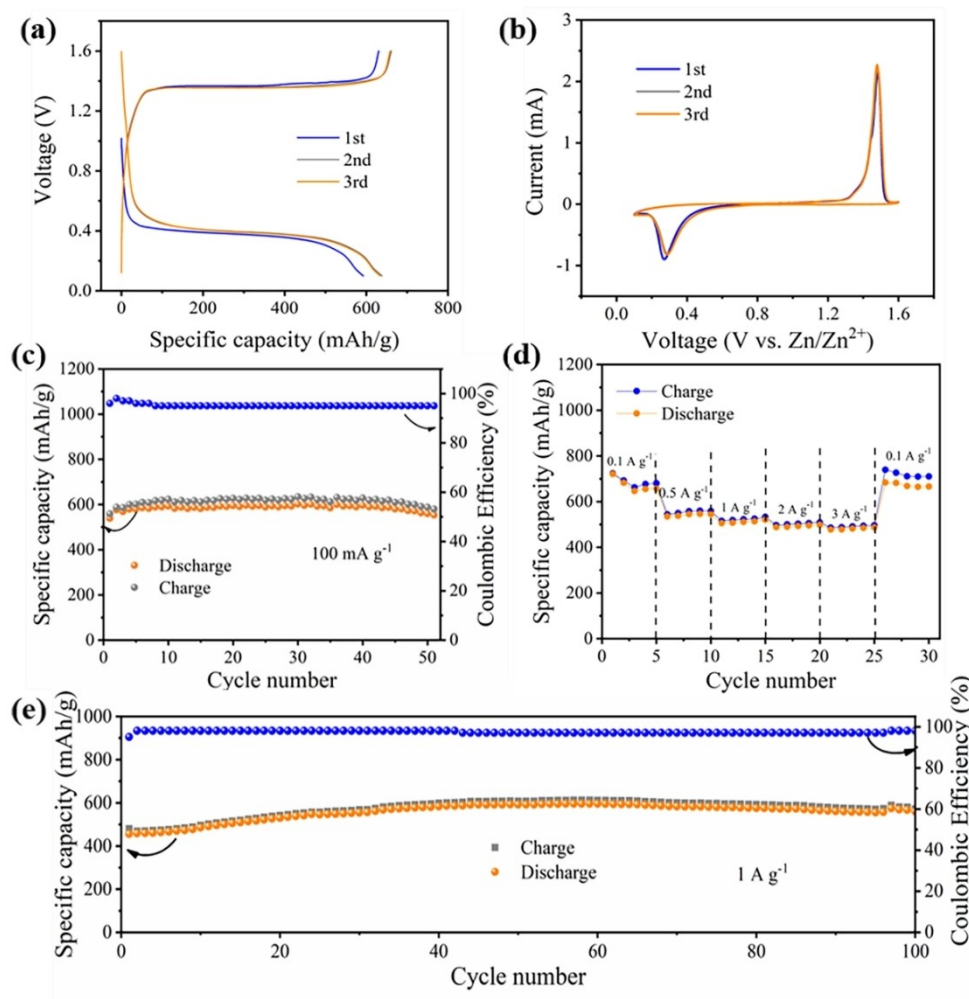 (a)
1.6
1.2
0.8
0.4
0.0
Voltage (V)
1st
2nd
3rd
0 200 400 600 800
Specific capacity (mAh/g)
(b)
3
2
1
0
-1
Current (mA)
1st
2nd
3rd
0.0 0.4 0.8 1.2 1.6
Voltage (V vs. Zn/Zn²⁺)
(c)
1200
1000
800
600
400
200
0
Specific capacity (mAh/g)
100
80
60
40
20
0
Coulombic Efficiency (%)
Discharge
Charge
100 mA g⁻¹
0 10 20 30 40 50
Cycle number
(d)
1200
1000
800
600
400
200
0
Specific capacity (mAh/g)
Charge
Discharge
0.1 A g⁻¹
0.5 A g⁻¹
1 A g⁻¹
2 A g⁻¹
3 A g⁻¹
0.1 A g⁻¹
0 5 10 15 20 25 30
Cycle number
(e)
1000
800
600
400
200
0
Specific capacity (mAh/g)
100
80
60
40
20
0
Coulombic Efficiency (%)
Charge
Discharge
1 A g⁻¹
0 20 40 60 80 100
Cycle number